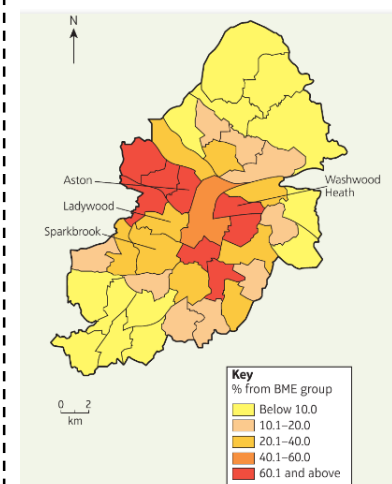 N
Aston
Ladywood
Sparkbrook
Washwood
Heath
0 2
km
Key
% from BME group
Below 10.0
10.1–20.0
20.1–40.0
40.1–60.0
60.1 and above